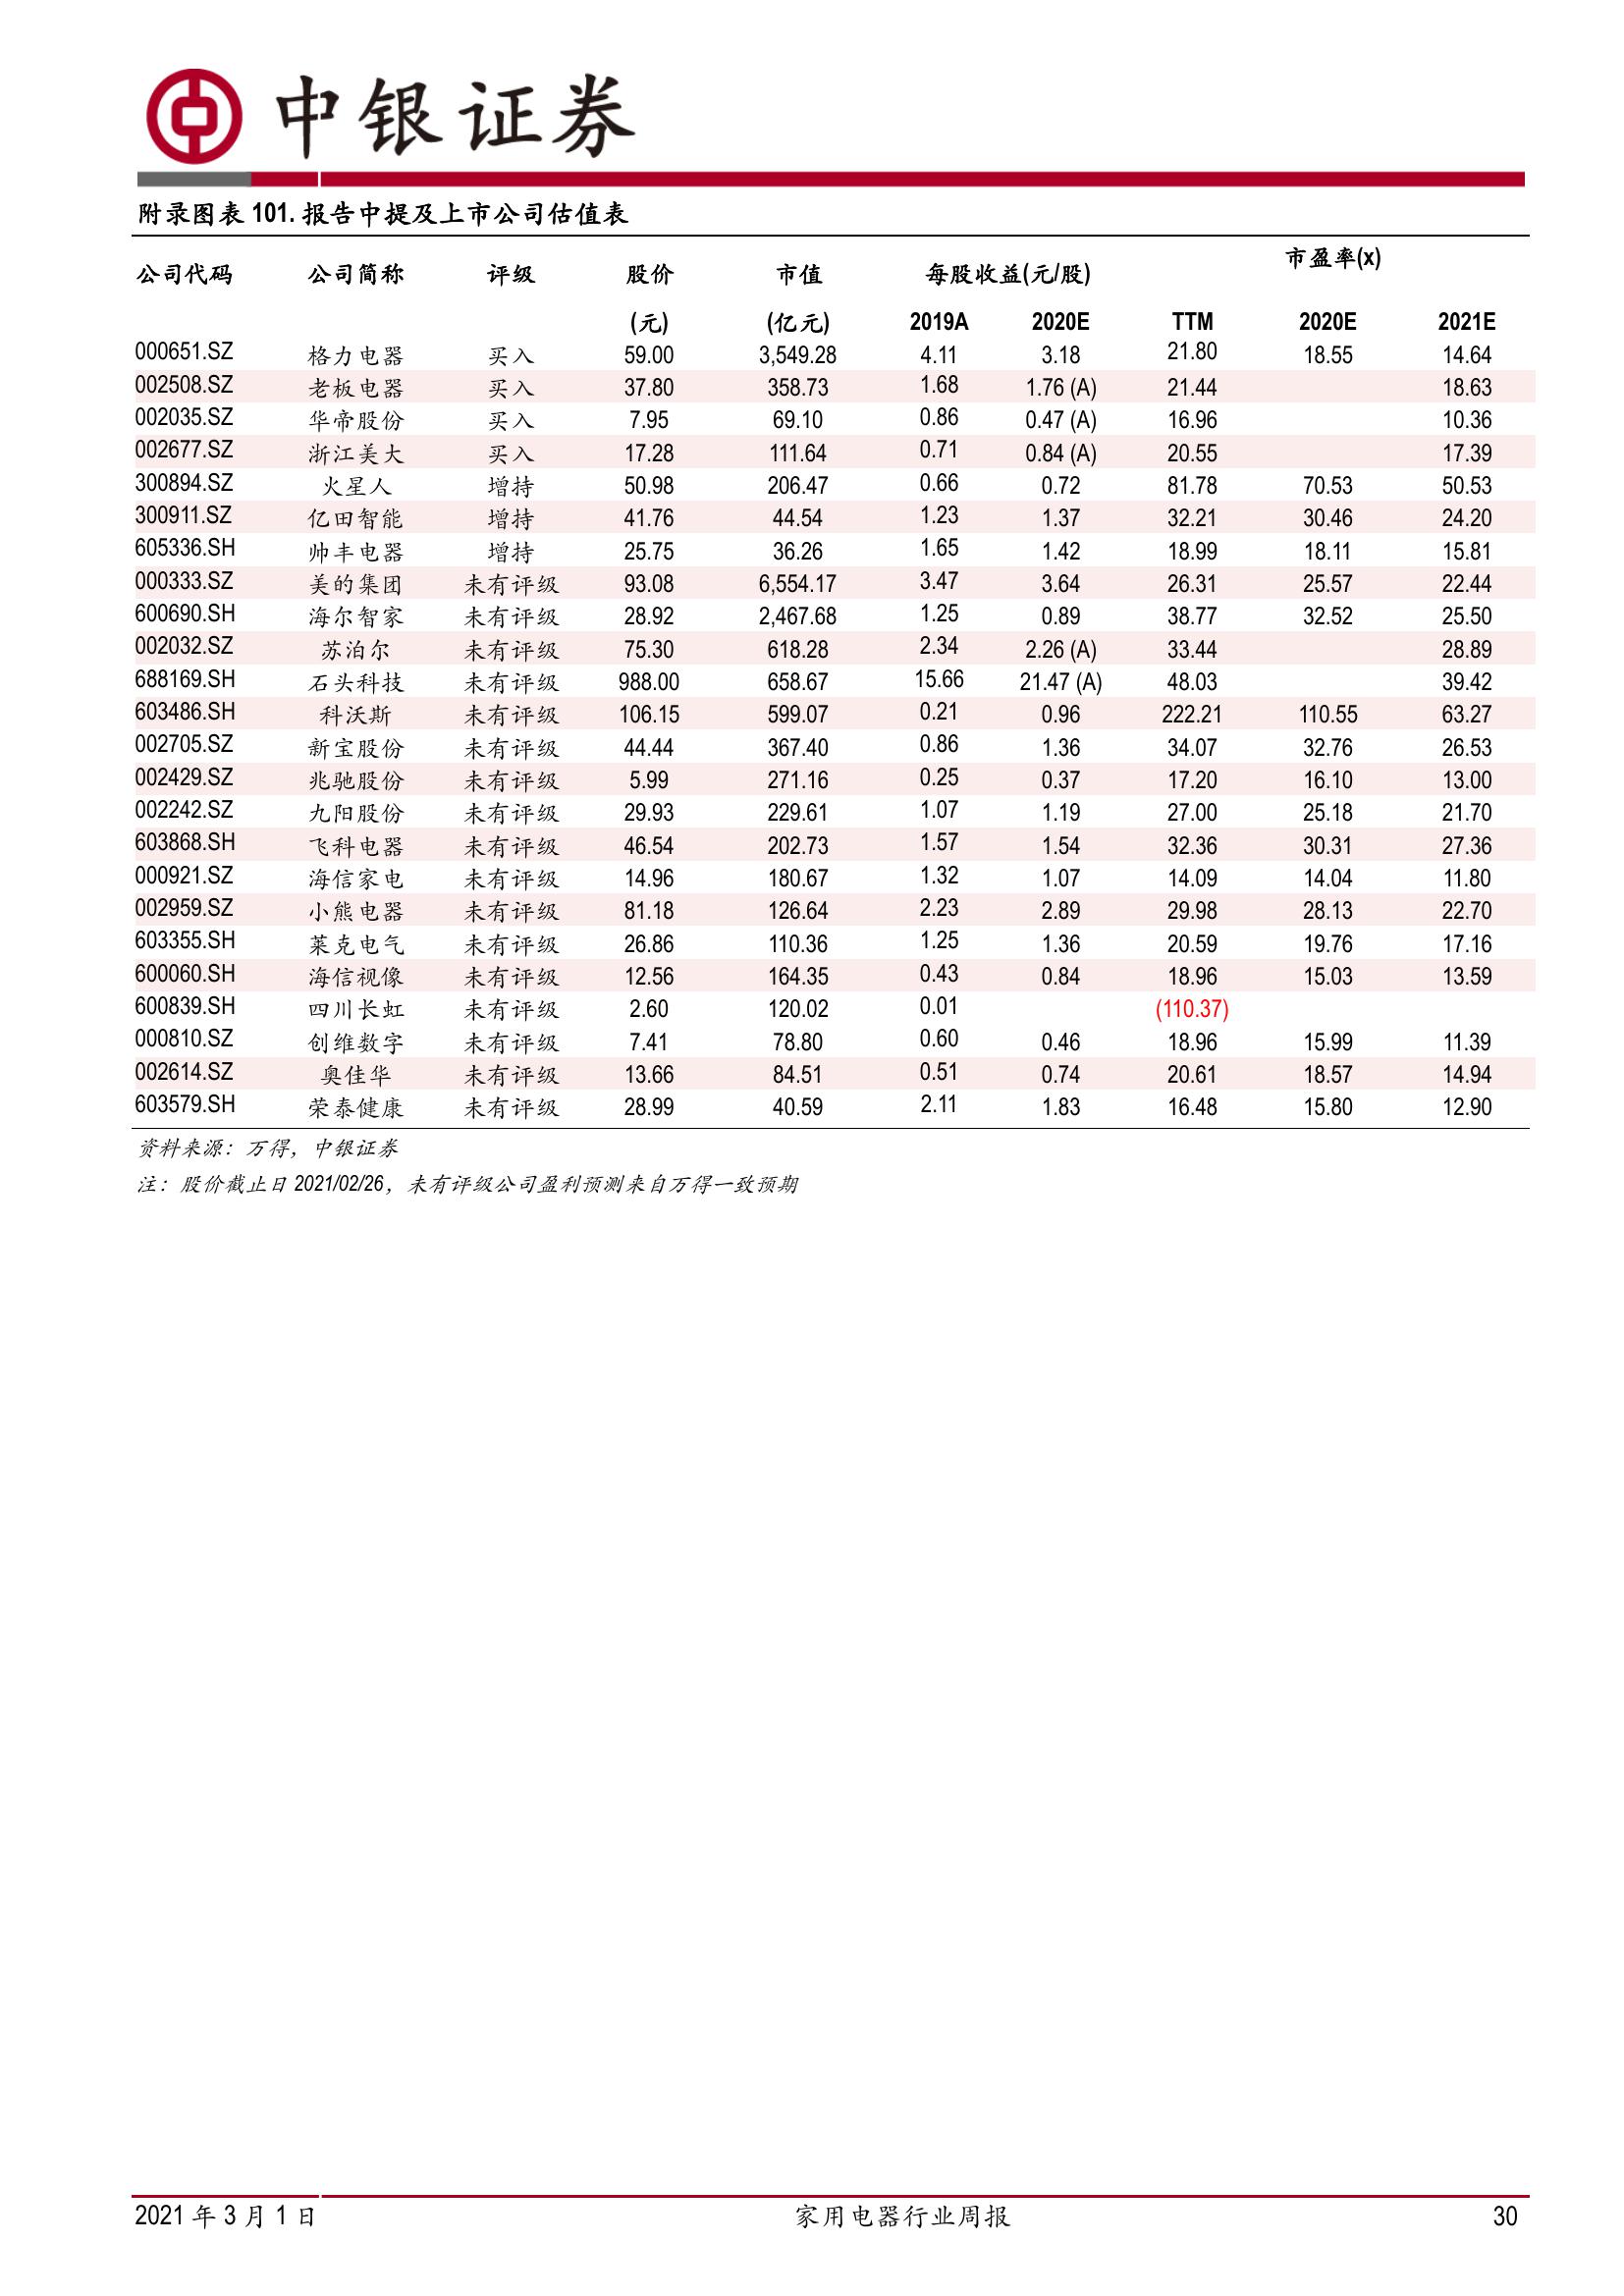 中银证券
附录图表 101. 报告中提及上市公司估值表
公司代码 公司简称 评级 股价 市值 每股收益(元/股) 市盈率(x)
(元) (亿元) 2019A 2020E TTM 2020E 2021E
000651.SZ 格力电器 买入 59.00 3,549.28 4.11 3.18 21.80 18.55 14.64
002508.SZ 老板电器 买入 37.80 358.73 1.68 1.76 (A) 21.44 18.63
002035.SZ 华帝股份 买入 7.95 69.10 0.86 0.47 (A) 16.96 10.36
002677.SZ 浙江美大 买入 17.28 111.64 0.71 0.84 (A) 20.55 17.39
300894.SZ 火星人 增持 50.98 206.47 0.66 0.72 81.78 70.53 50.53
300911.SZ 亿田智能 增持 41.76 44.54 1.23 1.37 32.21 30.46 24.20
605336.SH 帅丰电器 增持 25.75 36.26 1.65 1.42 18.99 18.11 15.81
000333.SZ 美的集团 未有评级 93.08 6,554.17 3.47 3.64 26.31 25.57 22.44
600690.SH 海尔智家 未有评级 28.92 2,467.68 1.25 0.89 38.77 32.52 25.50
002032.SZ 苏泊尔 未有评级 75.30 618.28 2.34 2.26 (A) 33.44 28.89
688169.SH 石头科技 未有评级 988.00 658.67 15.66 21.47 (A) 48.03 39.42
603486.SH 科沃斯 未有评级 106.15 599.07 0.21 0.96 222.21 110.55 63.27
002705.SZ 新宝股份 未有评级 44.44 367.40 0.86 1.36 34.07 32.76 26.53
002429.SZ 兆驰股份 未有评级 5.99 271.16 0.25 0.37 17.20 16.10 13.00
002242.SZ 九阳股份 未有评级 29.93 229.61 1.07 1.19 27.00 25.18 21.70
603868.SH 飞科电器 未有评级 46.54 202.73 1.57 1.54 32.36 30.31 27.36
000921.SZ 海信家电 未有评级 14.96 180.67 1.32 1.07 14.09 14.04 11.80
002959.SZ 小熊电器 未有评级 81.18 126.64 2.23 2.89 29.98 28.13 22.70
603355.SH 莱克电气 未有评级 26.86 110.36 1.25 1.36 20.59 19.76 17.16
600060.SH 海信视像 未有评级 12.56 164.35 0.43 0.84 18.96 15.03 13.59
600839.SH 四川长虹 未有评级 2.60 120.02 0.01 (110.37)
000810.SZ 创维数字 未有评级 7.41 78.80 0.60 0.46 18.96 15.99 11.39
002614.SZ 奥佳华 未有评级 13.66 84.51 0.51 0.74 20.61 18.57 14.94
603579.SH 荣泰健康 未有评级 28.99 40.59 2.11 1.83 16.48 15.80 12.90
资料来源：万得，中银证券
注：股价截止日 2021/02/26，未有评级公司盈利预测来自万得一致预期
2021 年 3 月 1 日 家用电器行业周报 30